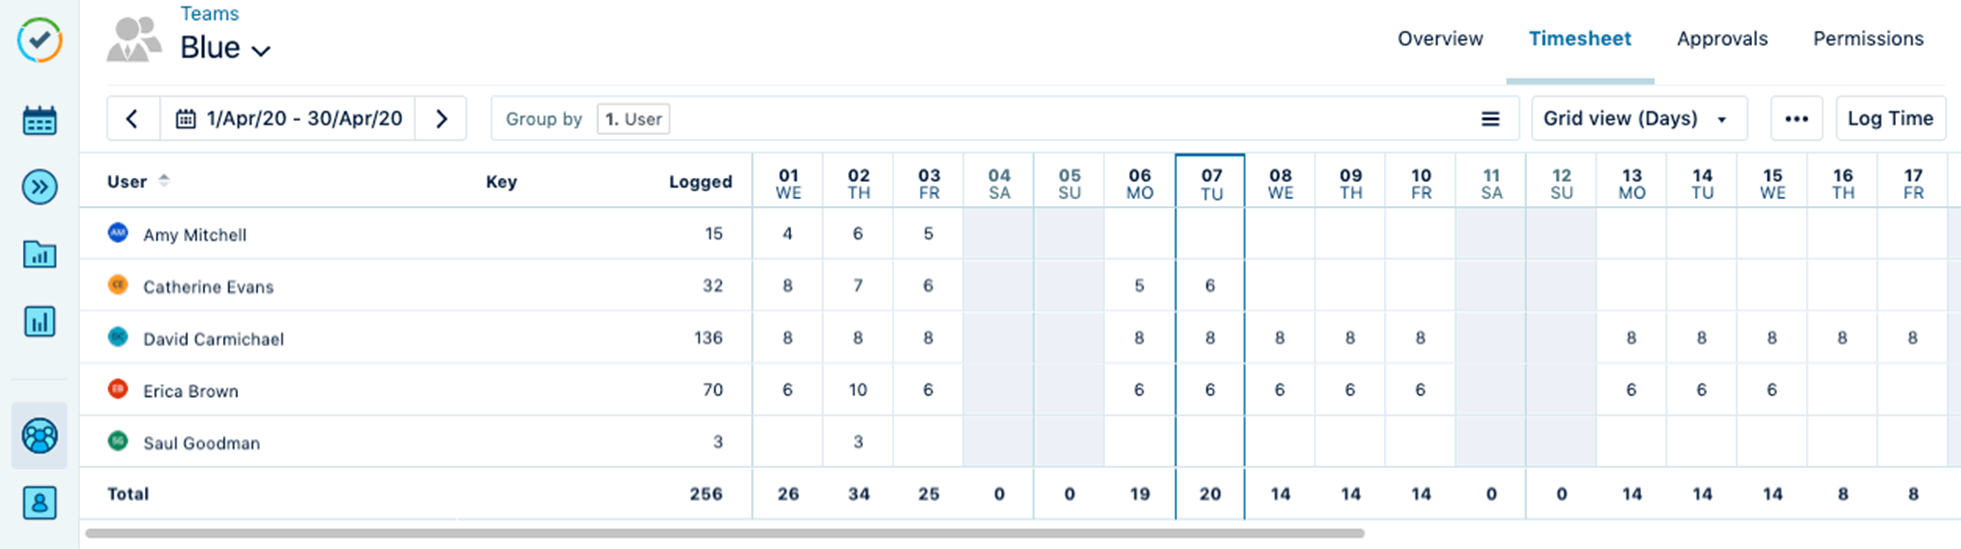 Teams
Blue
Overview Timesheet Approvals Permissions
1/Apr/20 - 30/Apr/20 Group by 1. User Grid view (Days) ••• Log Time
User Key Logged 01 02 03 04 05 06 07 08 09 10 11 12 13 14 15 16 17
WE TH FR SA SU MO TU WE TH FR SA SU MO TU WE TH FR
AM Amy Mitchell 15 4 6 5
CE Catherine Evans 32 8 7 6 5 6
DC David Carmichael 136 8 8 8 8 8 8 8 8 8 8 8 8 8
EB Erica Brown 70 6 10 6 6 6 6 6 6 6 6 6
SG Saul Goodman 3 3
Total 256 26 34 25 0 0 19 20 14 14 14 0 0 14 14 14 8 8